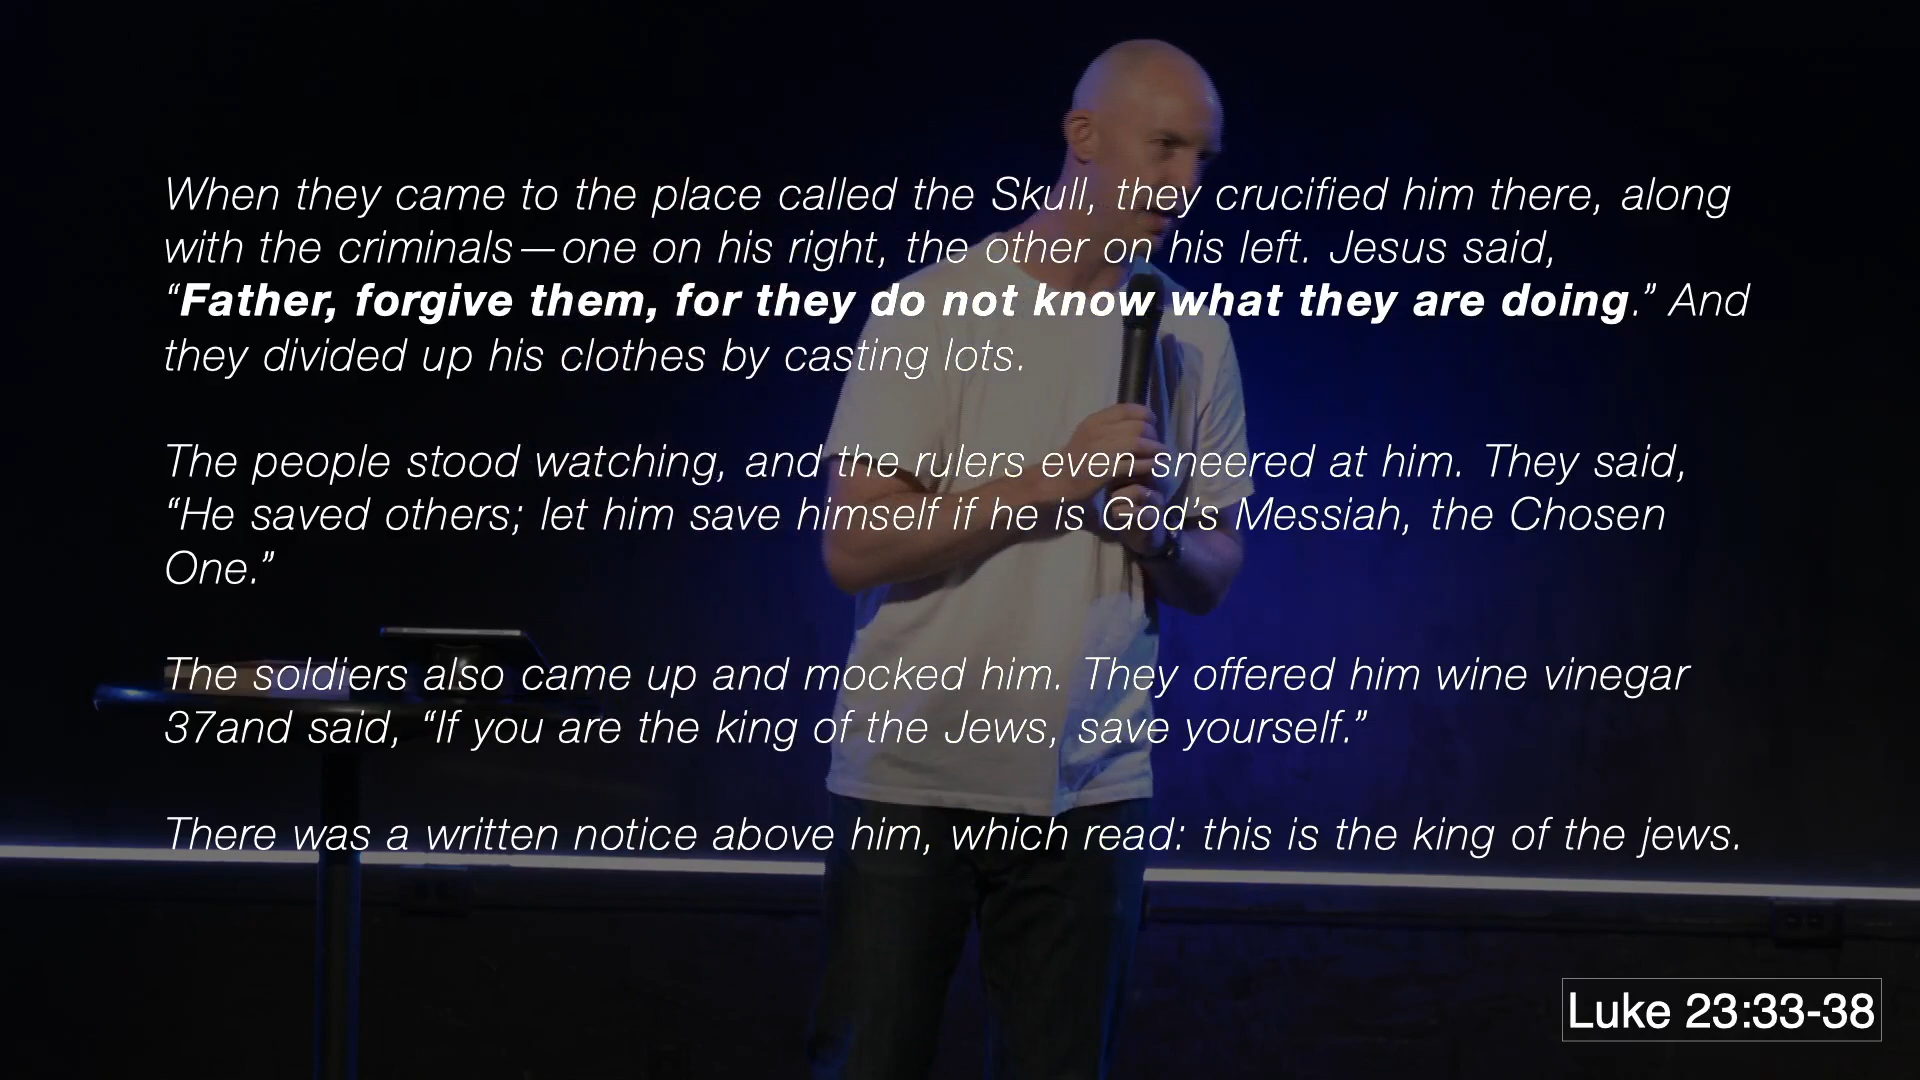 When they came to the place called the Skull, they crucified him there, along
with the criminals—one on his right, the other on his left. Jesus said,
“Father, forgive them, for they do not know what they are doing.” And
they divided up his clothes by casting lots.
The people stood watching, and the rulers even sneered at him. They said,
“He saved others; let him save himself if he is God’s Messiah, the Chosen
One.”
The soldiers also came up and mocked him. They offered him wine vinegar
37and said, “If you are the king of the Jews, save yourself.”
There was a written notice above him, which read: this is the king of the jews.
Luke 23:33-38